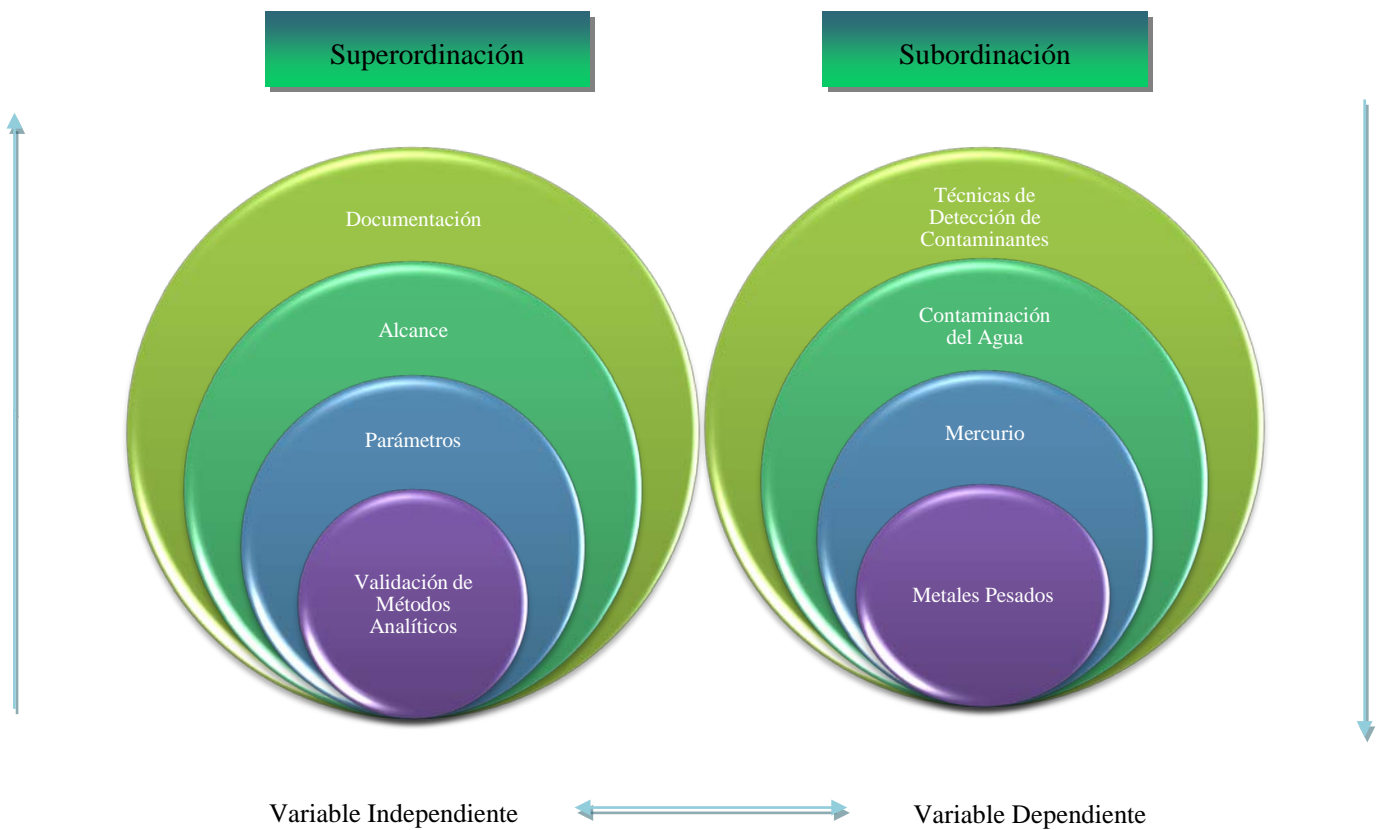 Superordinación
Subordinación
Documentación
Alcance
Parámetros
Validación de
Métodos
Analíticos
Técnicas de
Detección de
Contaminantes
Contaminación
del Agua
Mercurio
Metales Pesados
Variable Independiente
Variable Dependiente